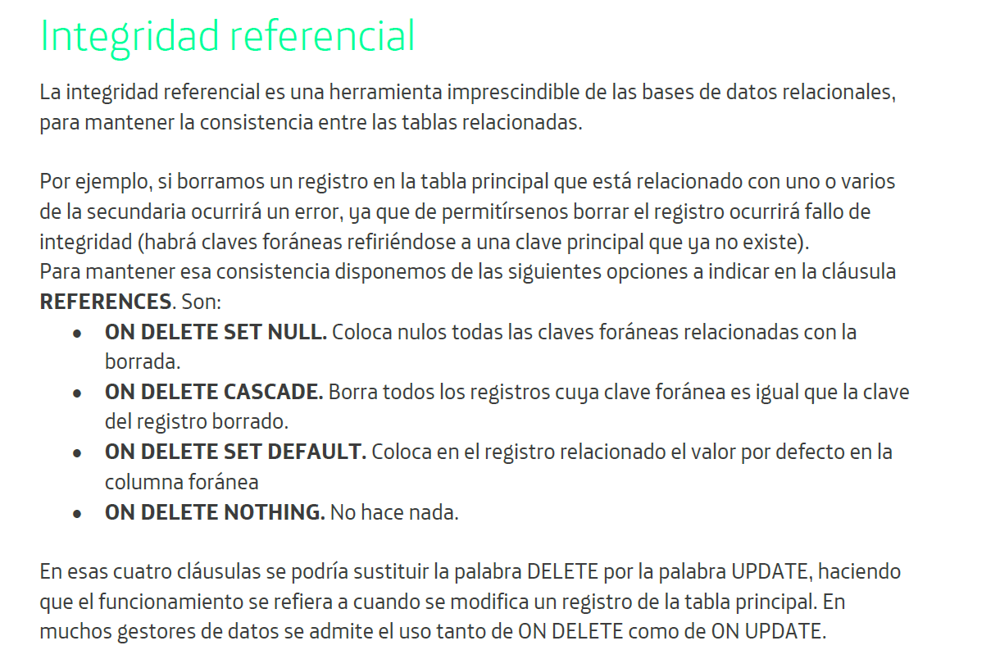 Integridad referencial
La integridad referencial es una herramienta imprescindible de las bases de datos relacionales,
para mantener la consistencia entre las tablas relacionadas.
Por ejemplo, si borramos un registro en la tabla principal que está relacionado con uno o varios
de la secundaria ocurrirá un error, ya que de permitírsenos borrar el registro ocurrirá fallo de
integridad (habrá claves foráneas refiriéndose a una clave principal que ya no existe).
Para mantener esa consistencia disponemos de las siguientes opciones a indicar en la cláusula
REFERENCES. Son:
● ON DELETE SET NULL. Coloca nulos todas las claves foráneas relacionadas con la
borrada.
● ON DELETE CASCADE. Borra todos los registros cuya clave foránea es igual que la clave
del registro borrado.
● ON DELETE SET DEFAULT. Coloca en el registro relacionado el valor por defecto en la
columna foránea
● ON DELETE NOTHING. No hace nada.
En esas cuatro cláusulas se podría sustituir la palabra DELETE por la palabra UPDATE, haciendo
que el funcionamiento se refiera a cuando se modifica un registro de la tabla principal. En
muchos gestores de datos se admite el uso tanto de ON DELETE como de ON UPDATE.